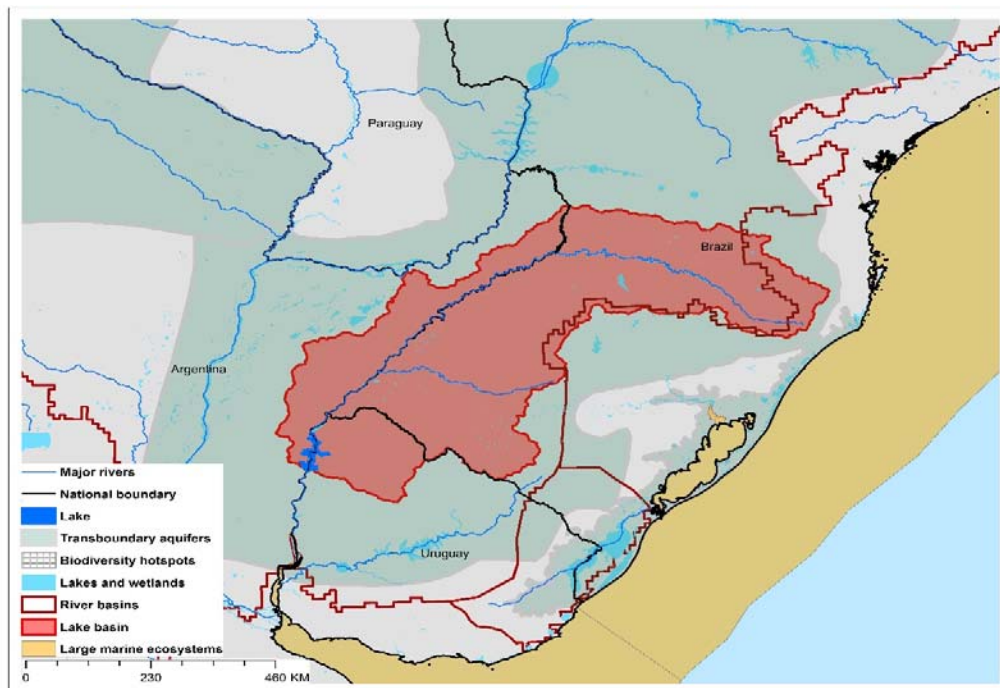 Paraguay
Brazil
Argentina
Uruguay
Major rivers
National boundary
Lake
Transboundary aquifers
Biodiversity hotspots
Lakes and wetlands
River basins
Lake basin
Large marine ecosystems
0 230 460 KM